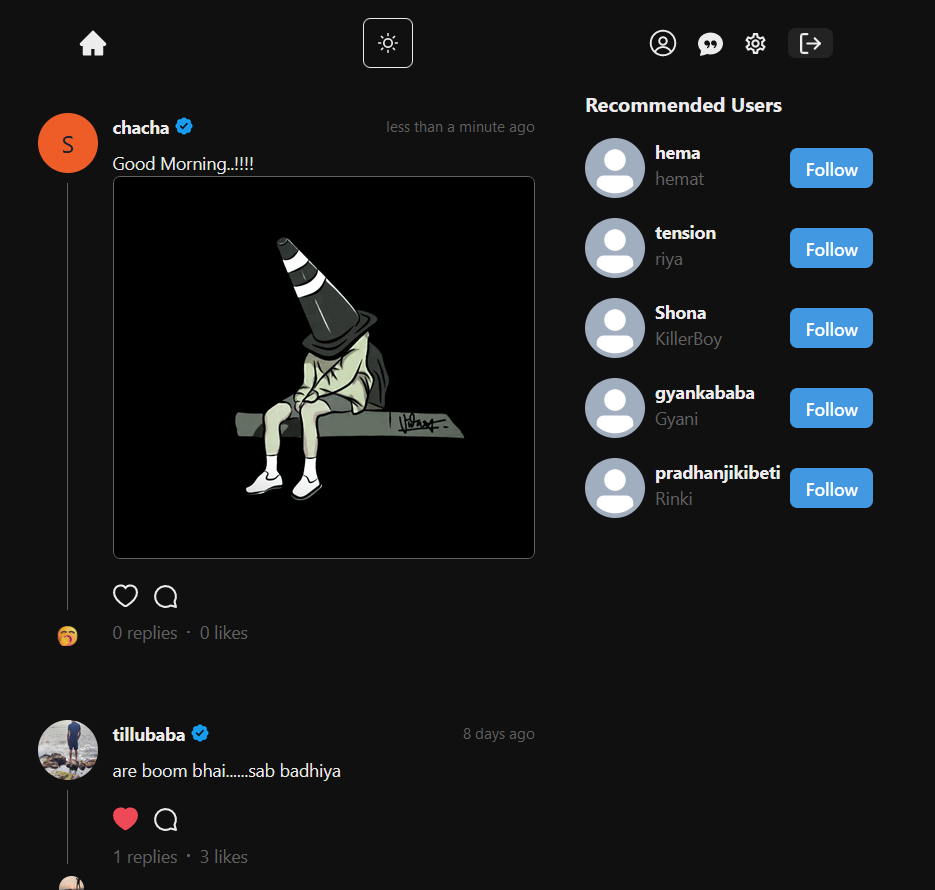 S
chacha
less than a minute ago
Good Morning..!!!!
0 replies · 0 likes
tillubaba
8 days ago
are boom bhai......sab badhiya
1 replies · 3 likes
Recommended Users
hema
hemat
Follow
tension
riya
Follow
Shona
KillerBoy
Follow
gyankababa
Gyani
Follow
pradhanjikibeti
Rinki
Follow